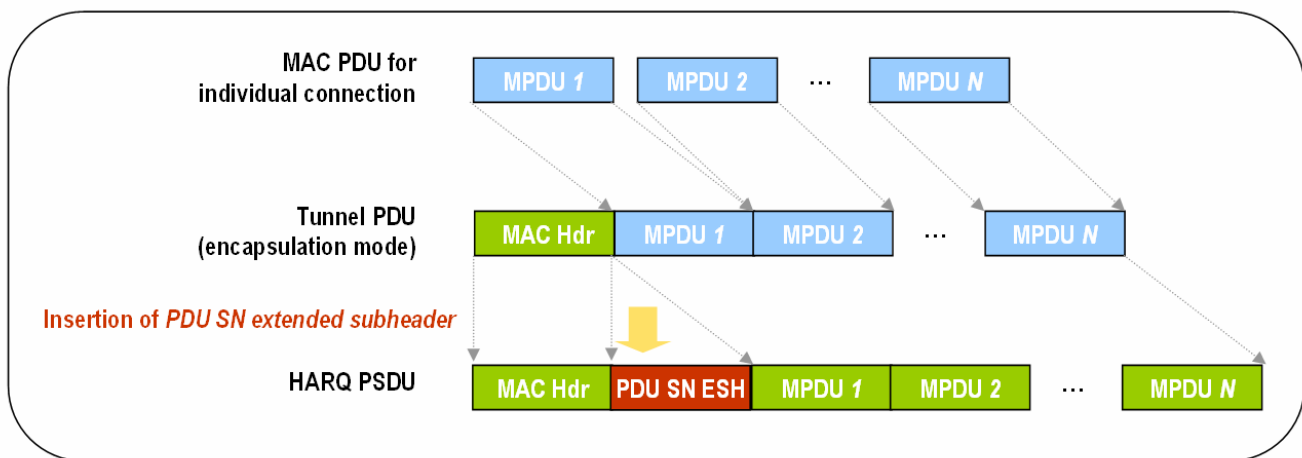 MAC PDU for
individual connection
MPDU 1
MPDU 2
...
MPDU N
Tunnel PDU
(encapsulation mode)
MAC Hdr
MPDU 1
MPDU 2
...
MPDU N
Insertion of PDU SN extended subheader
HARQ PSDU
MAC Hdr
PDU SN ESH
MPDU 1
MPDU 2
...
MPDU N